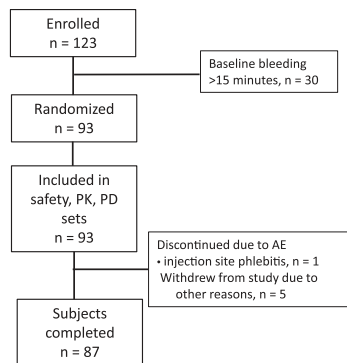 Enrolled
n = 123
Baseline bleeding
>15 minutes, n = 30
Randomized
n = 93
Included in
safety, PK, PD
sets
n = 93
Discontinued due to AE
• injection site phlebitis, n = 1
Withdrew from study due to
other reasons, n = 5
Subjects
completed
n = 87